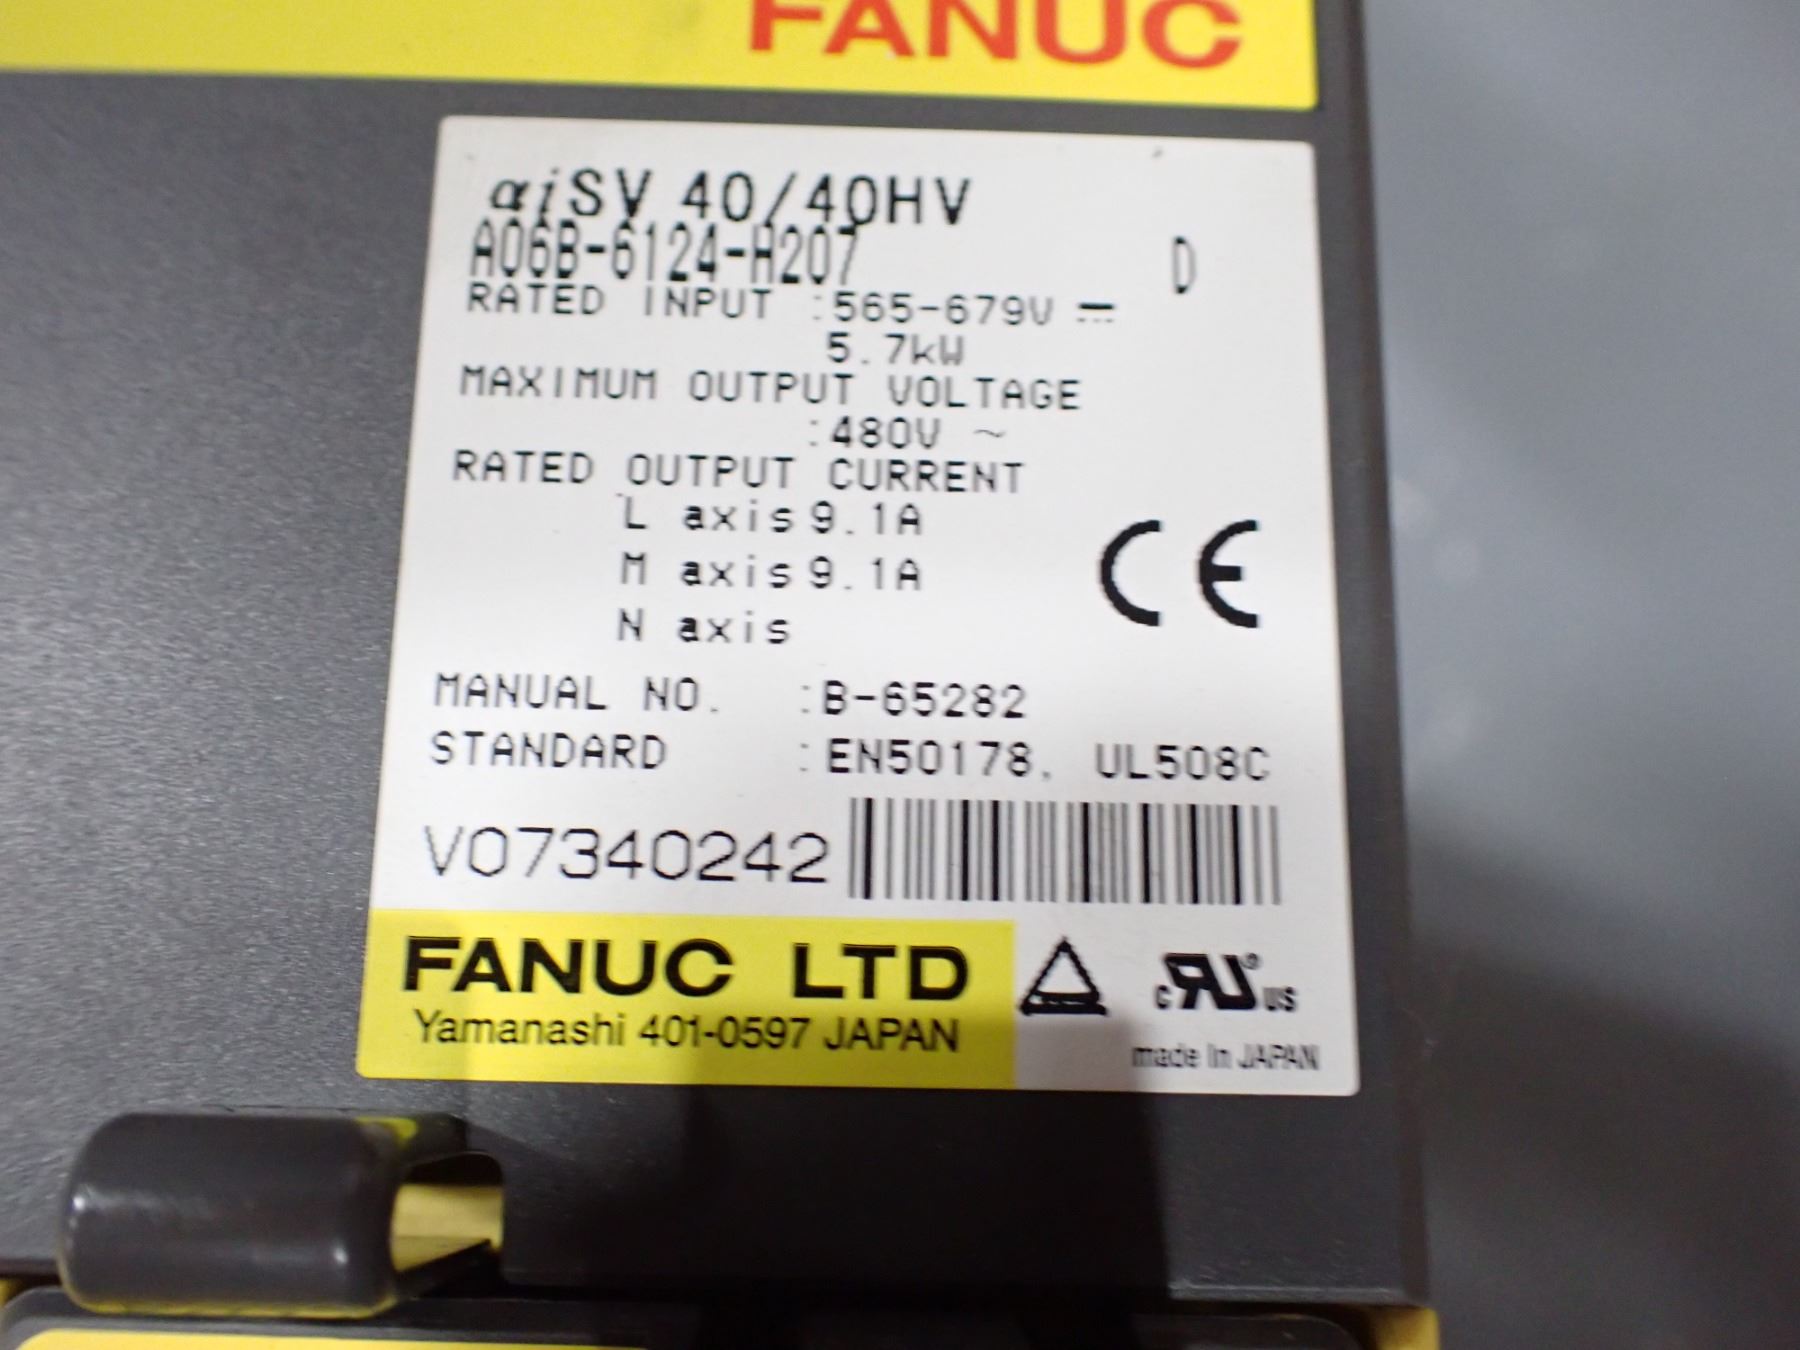 FANUC
αiSV 40/40HV
A06B-6124-H207 D
RATED INPUT :565-679V ⎓
5.7kW
MAXIMUM OUTPUT VOLTAGE
:480V ~
RATED OUTPUT CURRENT
L axis 9.1A
M axis 9.1A
N axis
CE
MANUAL NO. :B-65282
STANDARD :EN50178. UL508C
V07340242
FANUC LTD
Yamanashi 401-0597 JAPAN
c RU® US
made in JAPAN